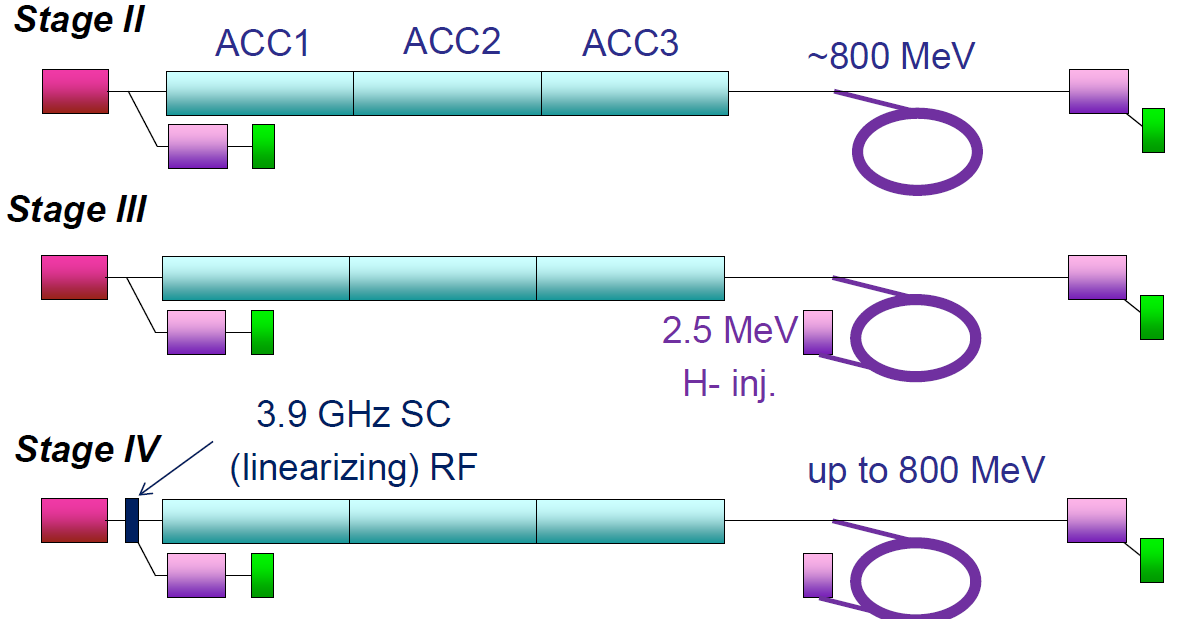 Stage II
ACC1
ACC2
ACC3
~800 MeV
Stage III
2.5 MeV
H- inj.
3.9 GHz SC
(linearizing) RF
Stage IV
up to 800 MeV